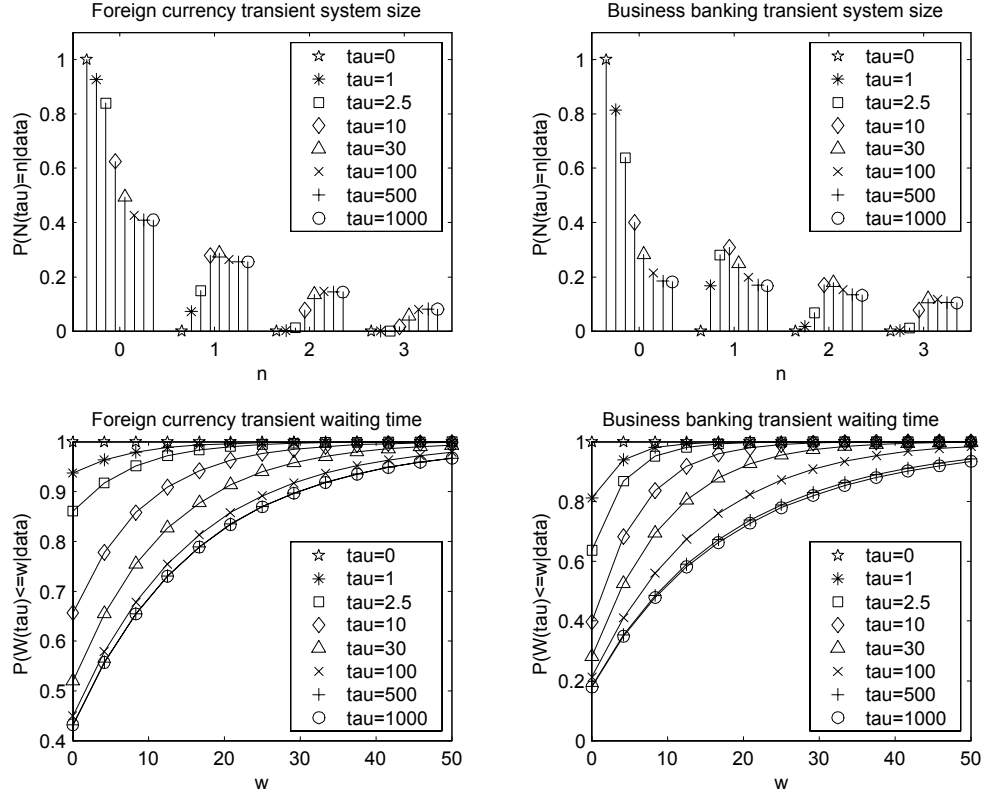 Foreign currency transient system size
P(N(tau)=n|data)
1
0.8
0.6
0.4
0.2
0
0 1 2 3
n
tau=0
tau=1
tau=2.5
tau=10
tau=30
tau=100
tau=500
tau=1000
Business banking transient system size
P(N(tau)=n|data)
1
0.8
0.6
0.4
0.2
0
0 1 2 3
n
tau=0
tau=1
tau=2.5
tau=10
tau=30
tau=100
tau=500
tau=1000
Foreign currency transient waiting time
P(W(tau)<=w|data)
1
0.9
0.8
0.7
0.6
0.5
0.4
0 10 20 30 40 50
w
tau=0
tau=1
tau=2.5
tau=10
tau=30
tau=100
tau=500
tau=1000
Business banking transient waiting time
P(W(tau)<=w|data)
1
0.8
0.6
0.4
0.2
0
0 10 20 30 40 50
w
tau=0
tau=1
tau=2.5
tau=10
tau=30
tau=100
tau=500
tau=1000